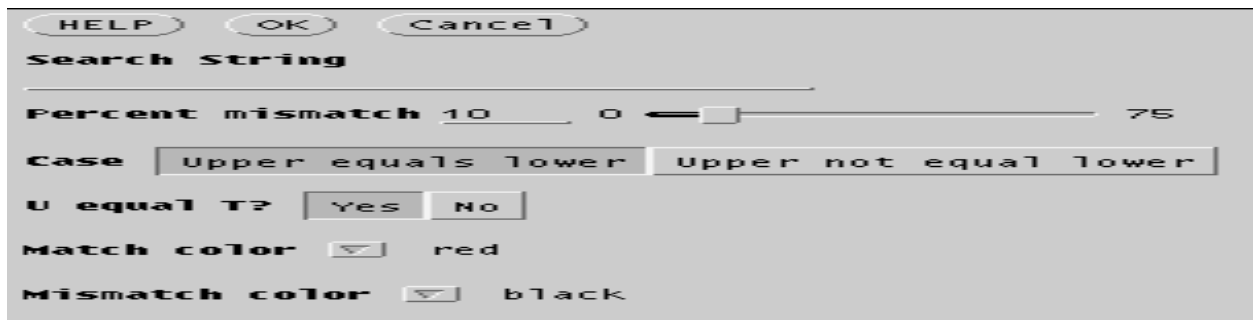 HELP OK Cancel
Search String
Percent mismatch 10 0 75
Case Upper equals lower Upper not equal lower
U equal T? Yes No
Match color red
Mismatch color black